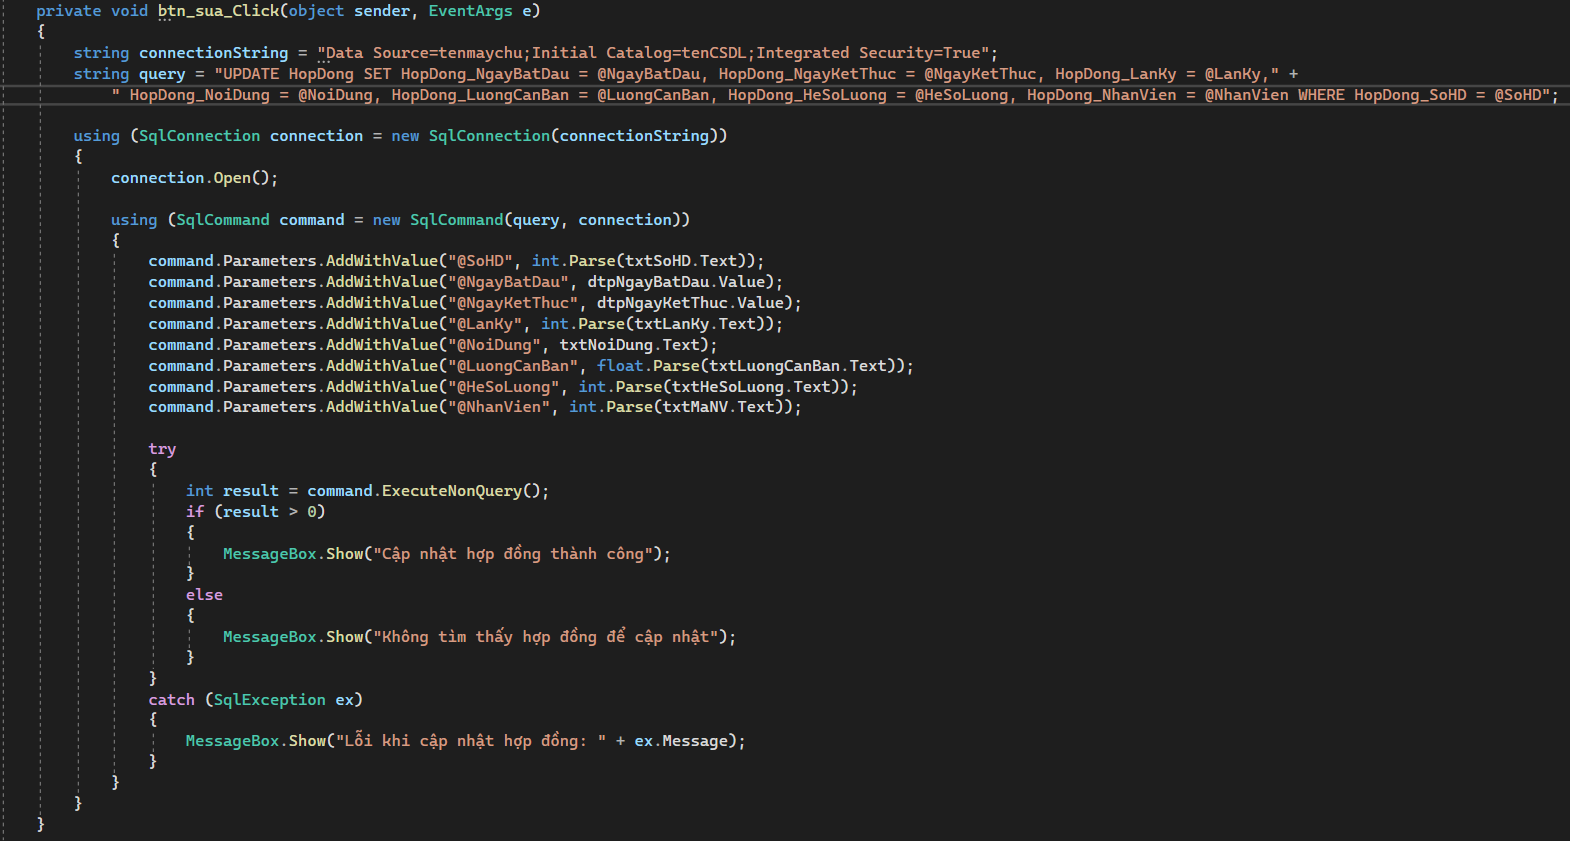 private void btn_sua_Click(object sender, EventArgs e)
{
    string connectionString = "Data Source=tenmaychu;Initial Catalog=tenCSDL;Integrated Security=True";
    string query = "UPDATE HopDong SET HopDong_NgayBatDau = @NgayBatDau, HopDong_NgayKetThuc = @NgayKetThuc, HopDong_LanKy = @LanKy," +
        " HopDong_NoiDung = @NoiDung, HopDong_LuongCanBan = @LuongCanBan, HopDong_HeSoLuong = @HeSoLuong, HopDong_NhanVien = @NhanVien WHERE HopDong_SoHD = @SoHD";

    using (SqlConnection connection = new SqlConnection(connectionString))
    {
        connection.Open();

        using (SqlCommand command = new SqlCommand(query, connection))
        {
            command.Parameters.AddWithValue("@SoHD", int.Parse(txtSoHD.Text));
            command.Parameters.AddWithValue("@NgayBatDau", dtpNgayBatDau.Value);
            command.Parameters.AddWithValue("@NgayKetThuc", dtpNgayKetThuc.Value);
            command.Parameters.AddWithValue("@LanKy", int.Parse(txtLanKy.Text));
            command.Parameters.AddWithValue("@NoiDung", txtNoiDung.Text);
            command.Parameters.AddWithValue("@LuongCanBan", float.Parse(txtLuongCanBan.Text));
            command.Parameters.AddWithValue("@HeSoLuong", int.Parse(txtHeSoLuong.Text));
            command.Parameters.AddWithValue("@NhanVien", int.Parse(txtMaNV.Text));

            try
            {
                int result = command.ExecuteNonQuery();
                if (result > 0)
                {
                    MessageBox.Show("Cập nhật hợp đồng thành công");
                }
                else
                {
                    MessageBox.Show("Không tìm thấy hợp đồng để cập nhật");
                }
            }
            catch (SqlException ex)
            {
                MessageBox.Show("Lỗi khi cập nhật hợp đồng: " + ex.Message);
            }
        }
    }
}